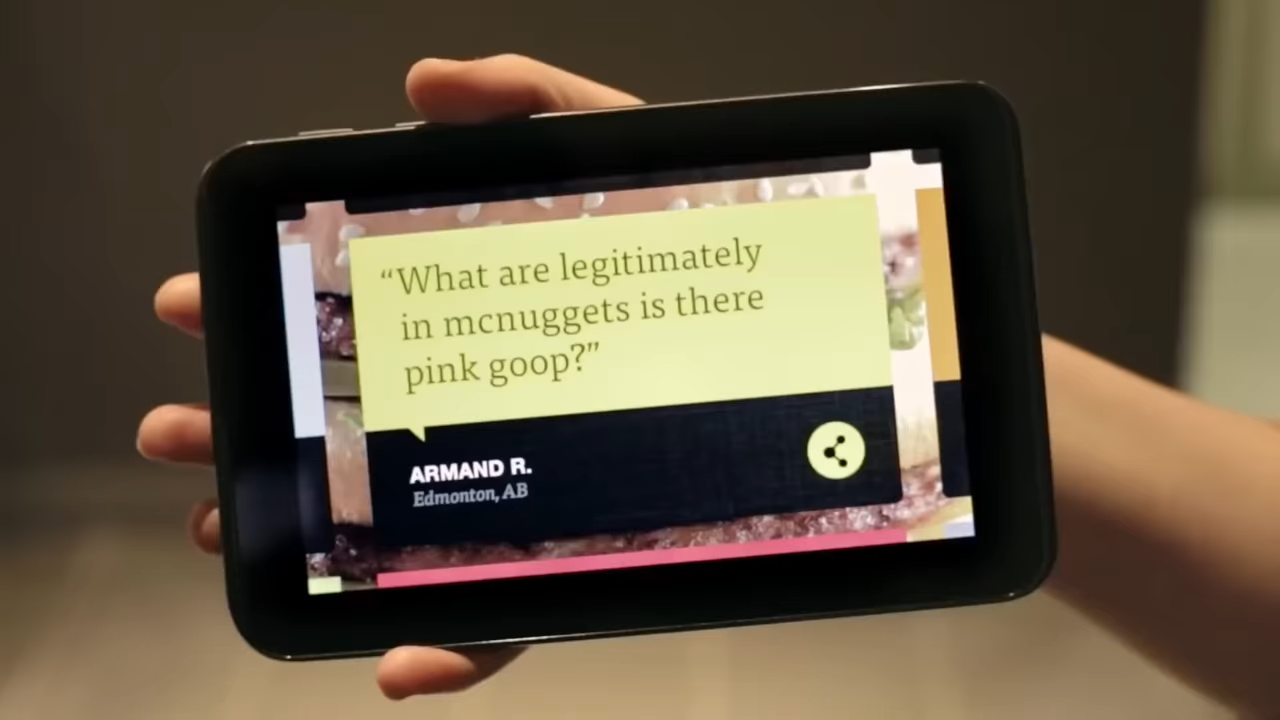 “What are legitimately
in mcnuggets is there
pink goop?”
ARMAND R.
Edmonton, AB